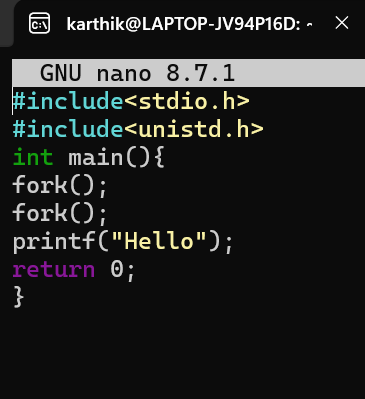 karthik@LAPTOP-JV94P16D: ~
GNU nano 8.7.1
#include<stdio.h>
#include<unistd.h>
int main(){
fork();
fork();
printf("Hello");
return 0;
}